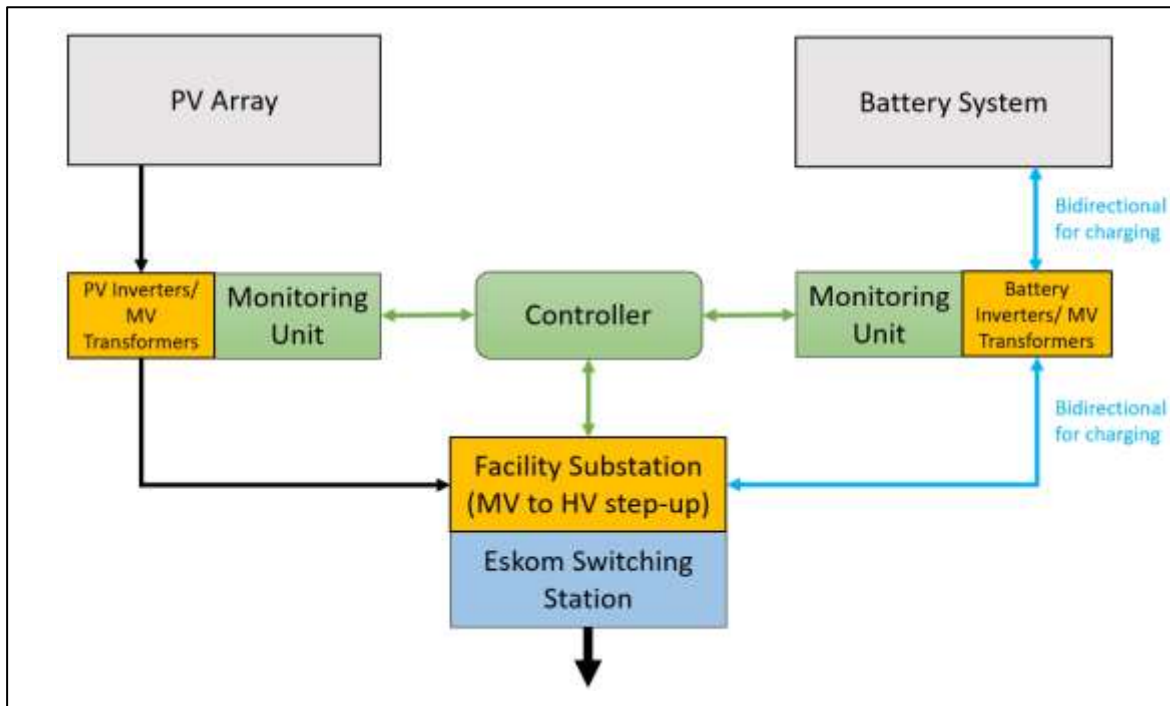 PV Array
Battery System
Bidirectional
for charging
PV Inverters/
MV
Transformers
Monitoring
Unit
Controller
Monitoring
Unit
Battery
Inverters/ MV
Transformers
Bidirectional
for charging
Facility Substation
(MV to HV step-up)
Eskom Switching
Station